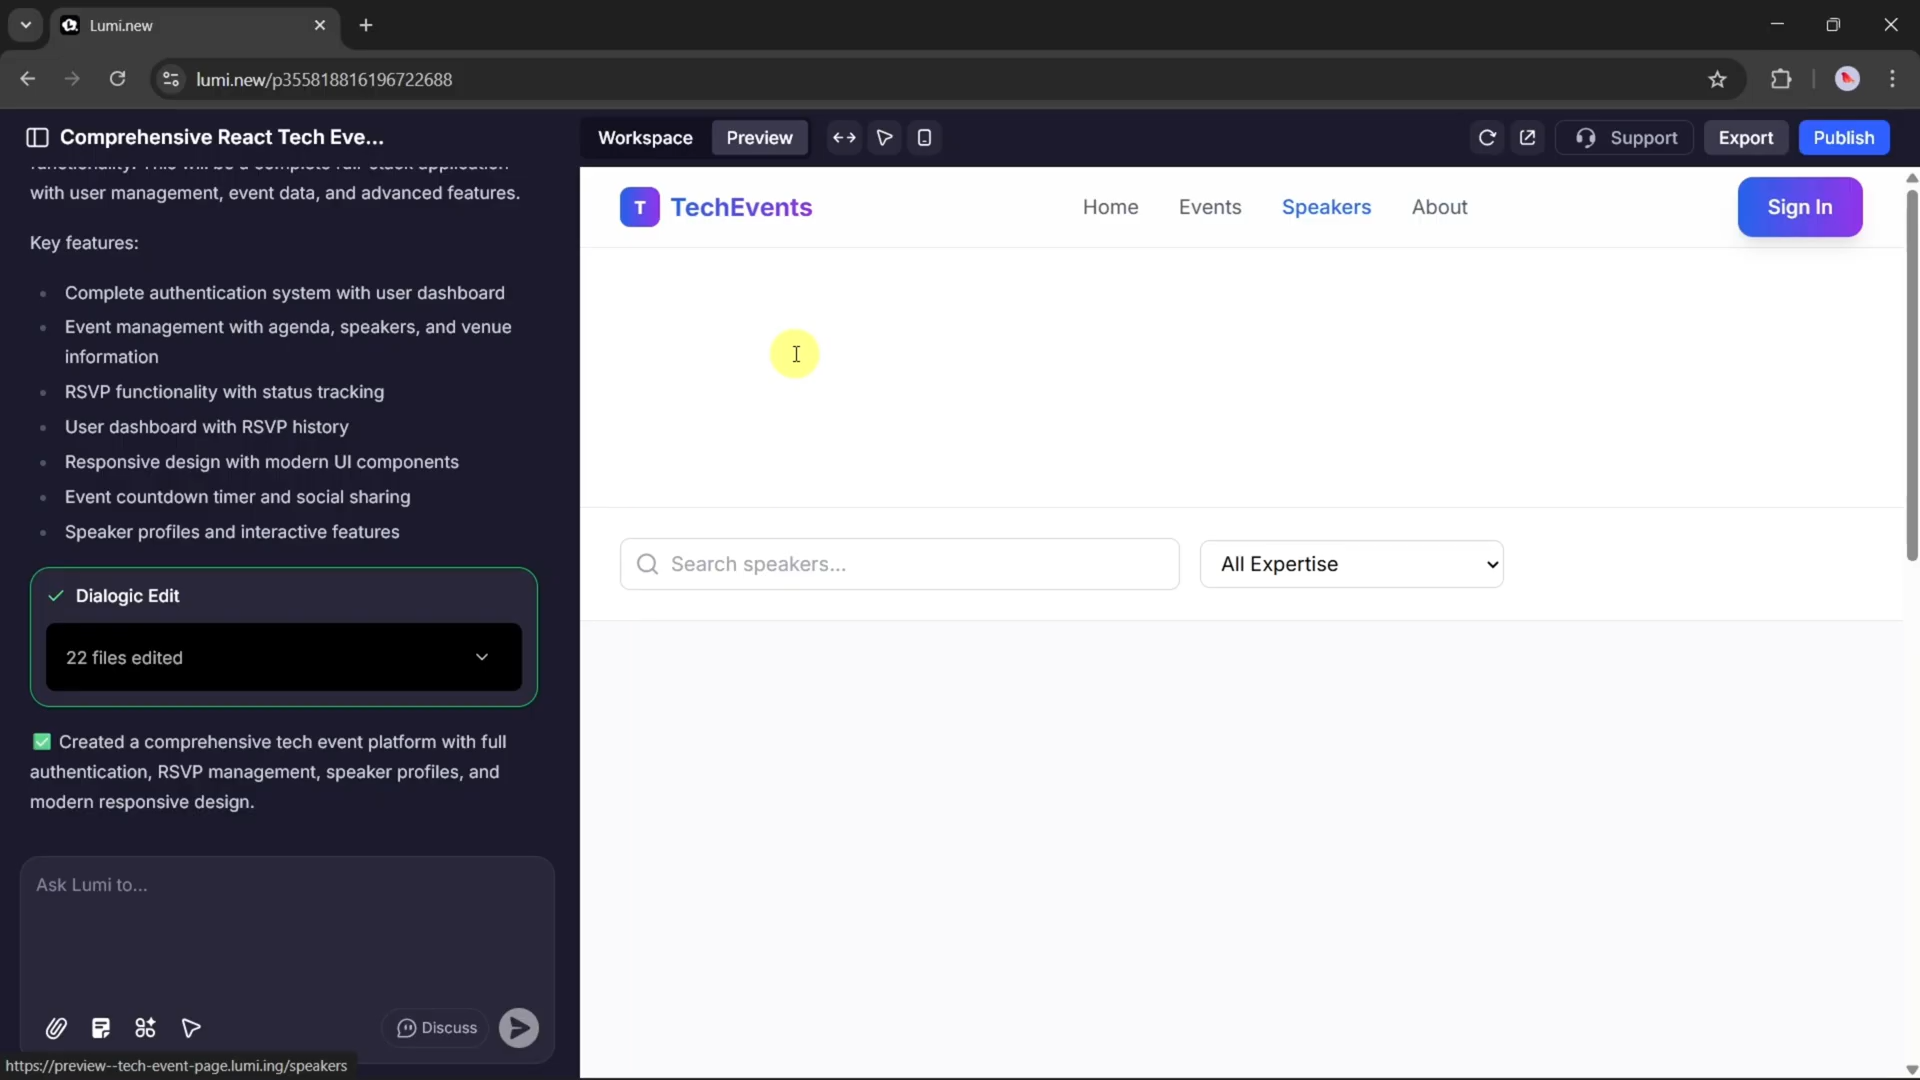 Lumi.new
lumi.new/p355818816196722688
Comprehensive React Tech Eve...
Workspace
Preview
Support
Export
Publish
with user management, event data, and advanced features.
Key features:
Complete authentication system with user dashboard
Event management with agenda, speakers, and venue
information
RSVP functionality with status tracking
User dashboard with RSVP history
Responsive design with modern UI components
Event countdown timer and social sharing
Speaker profiles and interactive features
Dialogic Edit
22 files edited
Created a comprehensive tech event platform with full
authentication, RSVP management, speaker profiles, and
modern responsive design.
Ask Lumi to...
Discuss
https://preview--tech-event-page.lumi.ing/speakers
T
TechEvents
Home
Events
Speakers
About
Sign In
Search speakers...
All Expertise